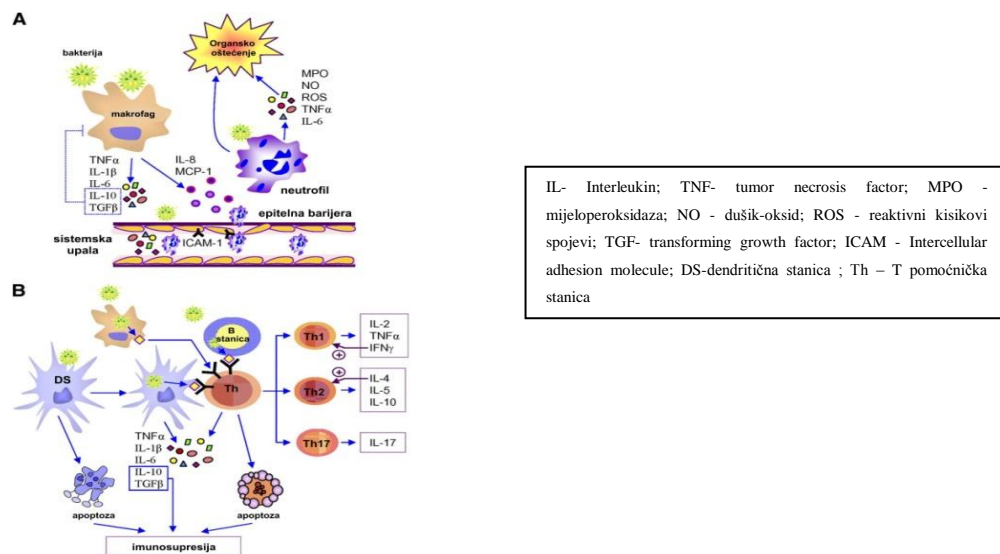 A
bakterija
Organsko
oštećenje
MPO
NO
ROS
TNFα
IL-6
makrofag
TNFα
IL-1β
IL-6
IL-10
TGFβ
IL-8
MCP-1
neutrofil
epitelna barijera
sistemska
upala
ICAM-1
B
B
stanica
DS
Th
Th1
IL-2
TNFα
IFNγ
+
+
Th2
IL-4
IL-5
IL-10
Th17
IL-17
TNFα
IL-1β
IL-6
IL-10
TGFβ
apoptoza
apoptoza
imunosupresija
IL- Interleukin; TNF- tumor necrosis factor; MPO -
mijeloperoksidaza; NO - dušik-oksid; ROS - reaktivni kisikovi
spojevi; TGF- transforming growth factor; ICAM - Intercellular
adhesion molecule; DS-dendritična stanica ; Th – T pomoćnička
stanica